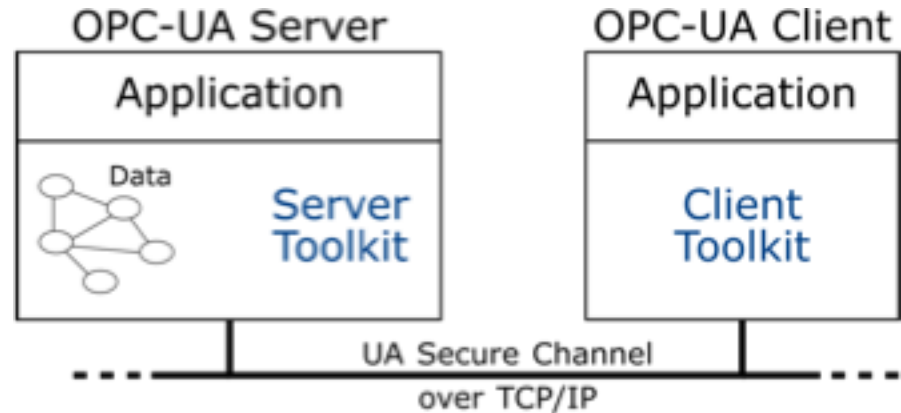 OPC-UA Server
OPC-UA Client
Application
Application
Data
Server
Toolkit
Client
Toolkit
UA Secure Channel
over TCP/IP